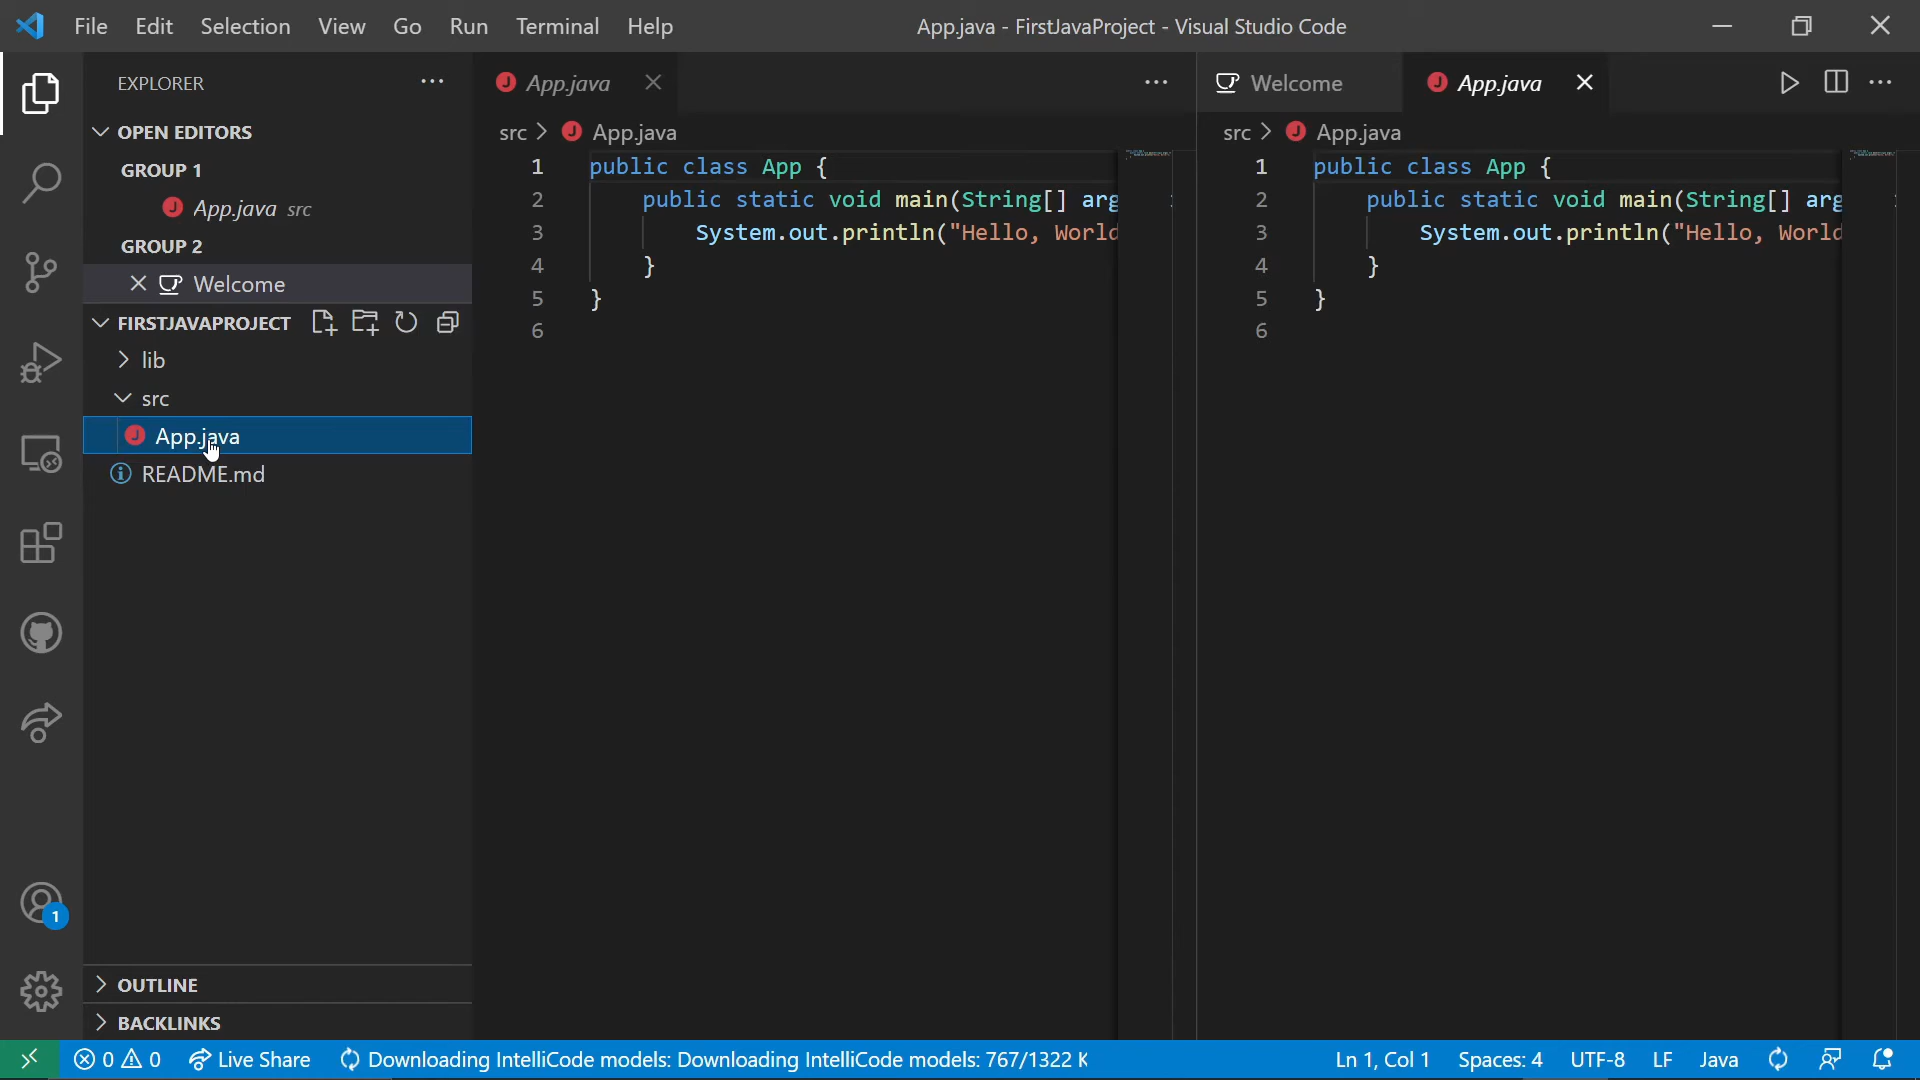 File Edit Selection View Go Run Terminal Help
App.java - FirstJavaProject - Visual Studio Code
EXPLORER
OPEN EDITORS
GROUP 1
App.java src
GROUP 2
Welcome
FIRSTJAVAPROJECT
lib
src
App.java
README.md
OUTLINE
BACKLINKS
1
App.java
src > App.java
1 public class App {
2 public static void main(String[] arg
3 System.out.println("Hello, World
4 }
5 }
6
Welcome App.java
src > App.java
1 public class App {
2 public static void main(String[] arg
3 System.out.println("Hello, World
4 }
5 }
6
0 0 Live Share Downloading IntelliCode models: Downloading IntelliCode models: 767/1322 K
Ln 1, Col 1 Spaces: 4 UTF-8 LF Java